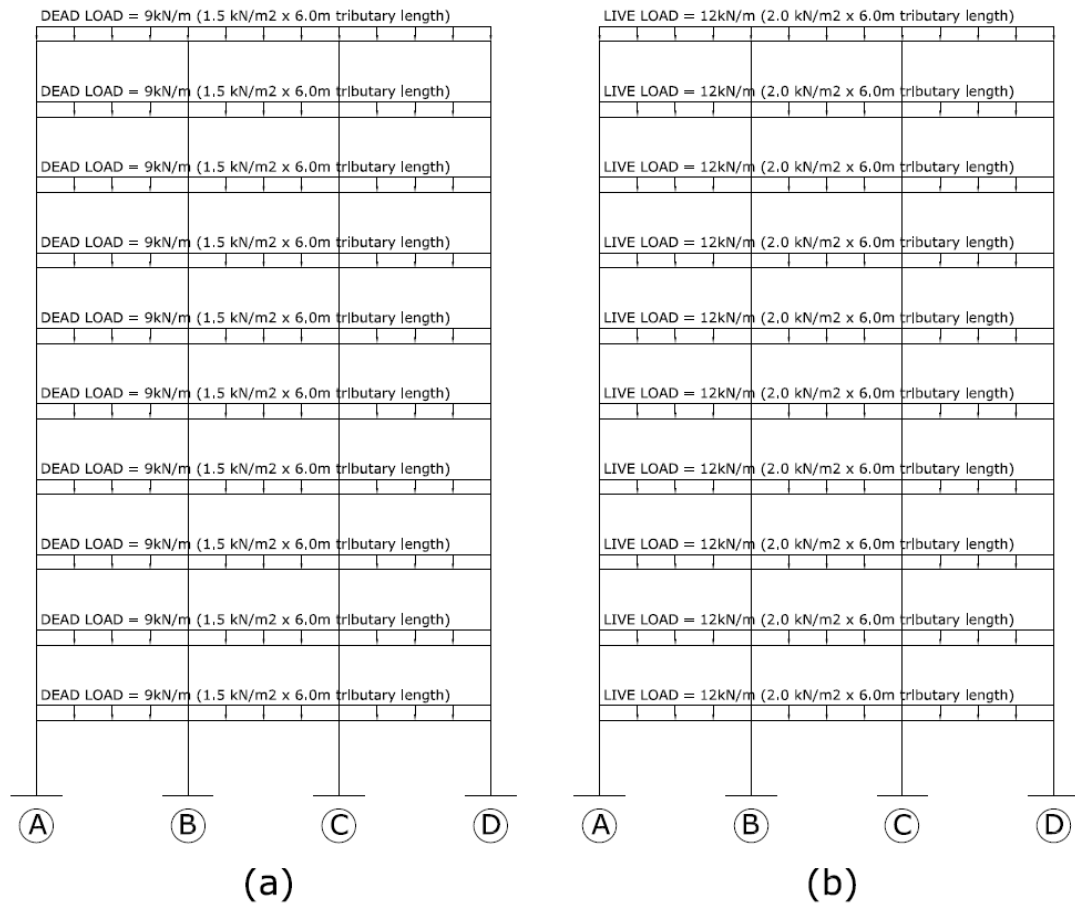 DEAD LOAD = 9kN/m (1.5 kN/m2 x 6.0m tributary length)
DEAD LOAD = 9kN/m (1.5 kN/m2 x 6.0m tributary length)
DEAD LOAD = 9kN/m (1.5 kN/m2 x 6.0m tributary length)
DEAD LOAD = 9kN/m (1.5 kN/m2 x 6.0m tributary length)
DEAD LOAD = 9kN/m (1.5 kN/m2 x 6.0m tributary length)
DEAD LOAD = 9kN/m (1.5 kN/m2 x 6.0m tributary length)
DEAD LOAD = 9kN/m (1.5 kN/m2 x 6.0m tributary length)
DEAD LOAD = 9kN/m (1.5 kN/m2 x 6.0m tributary length)
DEAD LOAD = 9kN/m (1.5 kN/m2 x 6.0m tributary length)
DEAD LOAD = 9kN/m (1.5 kN/m2 x 6.0m tributary length)
A B C D
(a)
LIVE LOAD = 12kN/m (2.0 kN/m2 x 6.0m tributary length)
LIVE LOAD = 12kN/m (2.0 kN/m2 x 6.0m tributary length)
LIVE LOAD = 12kN/m (2.0 kN/m2 x 6.0m tributary length)
LIVE LOAD = 12kN/m (2.0 kN/m2 x 6.0m tributary length)
LIVE LOAD = 12kN/m (2.0 kN/m2 x 6.0m tributary length)
LIVE LOAD = 12kN/m (2.0 kN/m2 x 6.0m tributary length)
LIVE LOAD = 12kN/m (2.0 kN/m2 x 6.0m tributary length)
LIVE LOAD = 12kN/m (2.0 kN/m2 x 6.0m tributary length)
LIVE LOAD = 12kN/m (2.0 kN/m2 x 6.0m tributary length)
LIVE LOAD = 12kN/m (2.0 kN/m2 x 6.0m tributary length)
A B C D
(b)